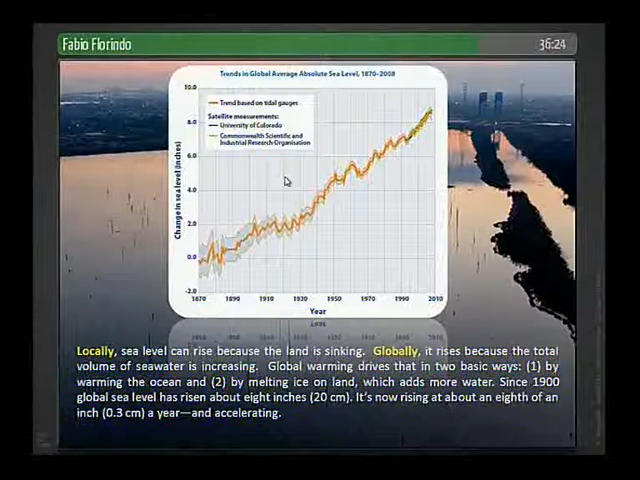 Fabio Florindo
36:24
Trends in Global Average Absolute Sea Level, 1870–2008
10.0
Trend based on tidal gauges
Satellite measurements:
8.0
University of Colorado
Commonwealth Scientific and
Industrial Research Organisation
6.0
Change in sea level (inches)
4.0
2.0
0.0
-2.0
1870
1890
1910
1930
1950
1970
1990
2010
Year
Locally, sea level can rise because the land is sinking. Globally, it rises because the total
volume of seawater is increasing. Global warming drives that in two basic ways: (1) by
warming the ocean and (2) by melting ice on land, which adds more water. Since 1900
global sea level has risen about eight inches (20 cm). It's now rising at about an eighth of an
inch (0.3 cm) a year—and accelerating.